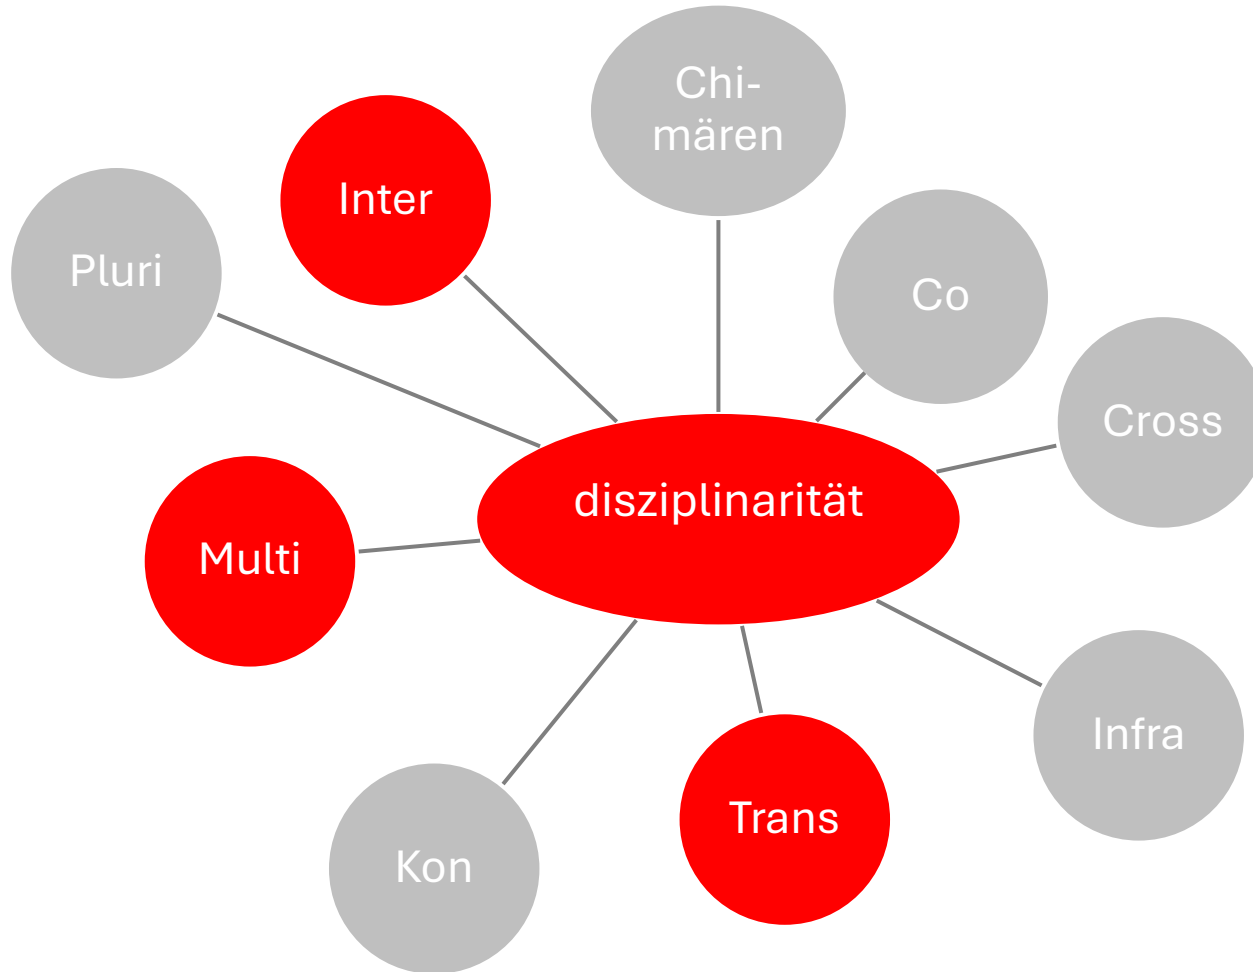 Chi-
mären
Inter
Pluri
Co
Cross
disziplinarität
Multi
Infra
Trans
Kon